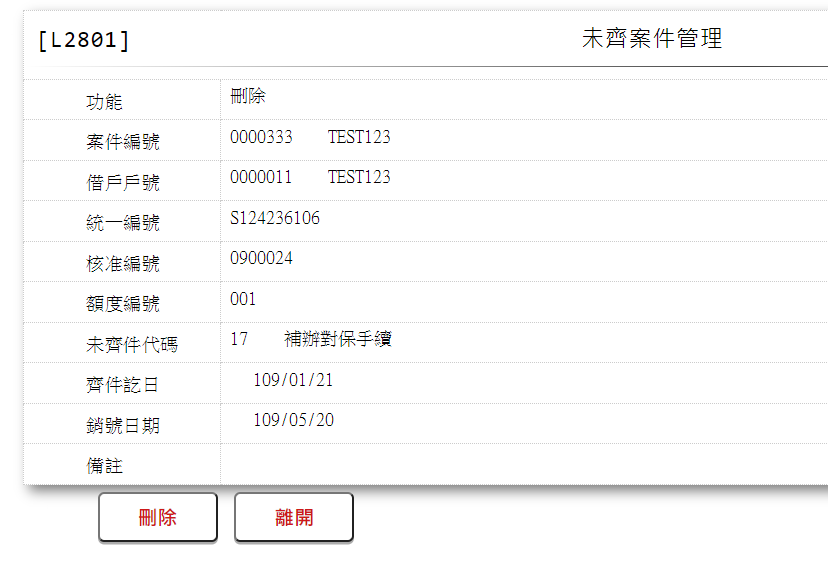 [L2801] 未齊案件管理
功能 刪除
案件編號 0000333 TEST123
借戶戶號 0000011 TEST123
統一編號 S124236106
核准編號 0900024
額度編號 001
未齊件代碼 17 補辦對保手續
齊件訖日 109/01/21
銷號日期 109/05/20
備註
刪除 離開